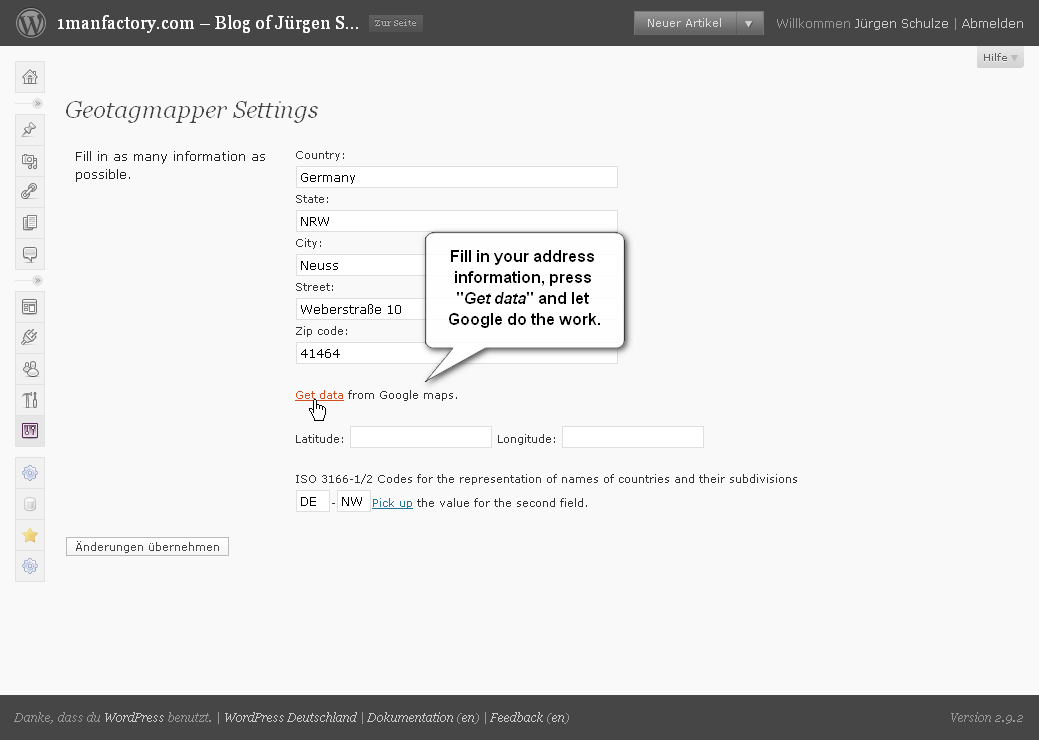 1manfactory.com – Blog of Jürgen S... Zur Seite Neuer Artikel Willkommen Jürgen Schulze | Abmelden
Hilfe
Geotagmapper Settings
Fill in as many information as
possible.
Country:
Germany
State:
NRW
City:
Neuss
Street:
Weberstraße 10
Zip code:
41464
Fill in your address
information, press
"Get data" and let
Google do the work.
Get data from Google maps.
Latitude: Longitude:
ISO 3166-1/2 Codes for the representation of names of countries and their subdivisions
DE - NW Pick up the value for the second field.
Änderungen übernehmen
Danke, dass du WordPress benutzt. | WordPress Deutschland | Dokumentation (en) | Feedback (en) Version 2.9.2